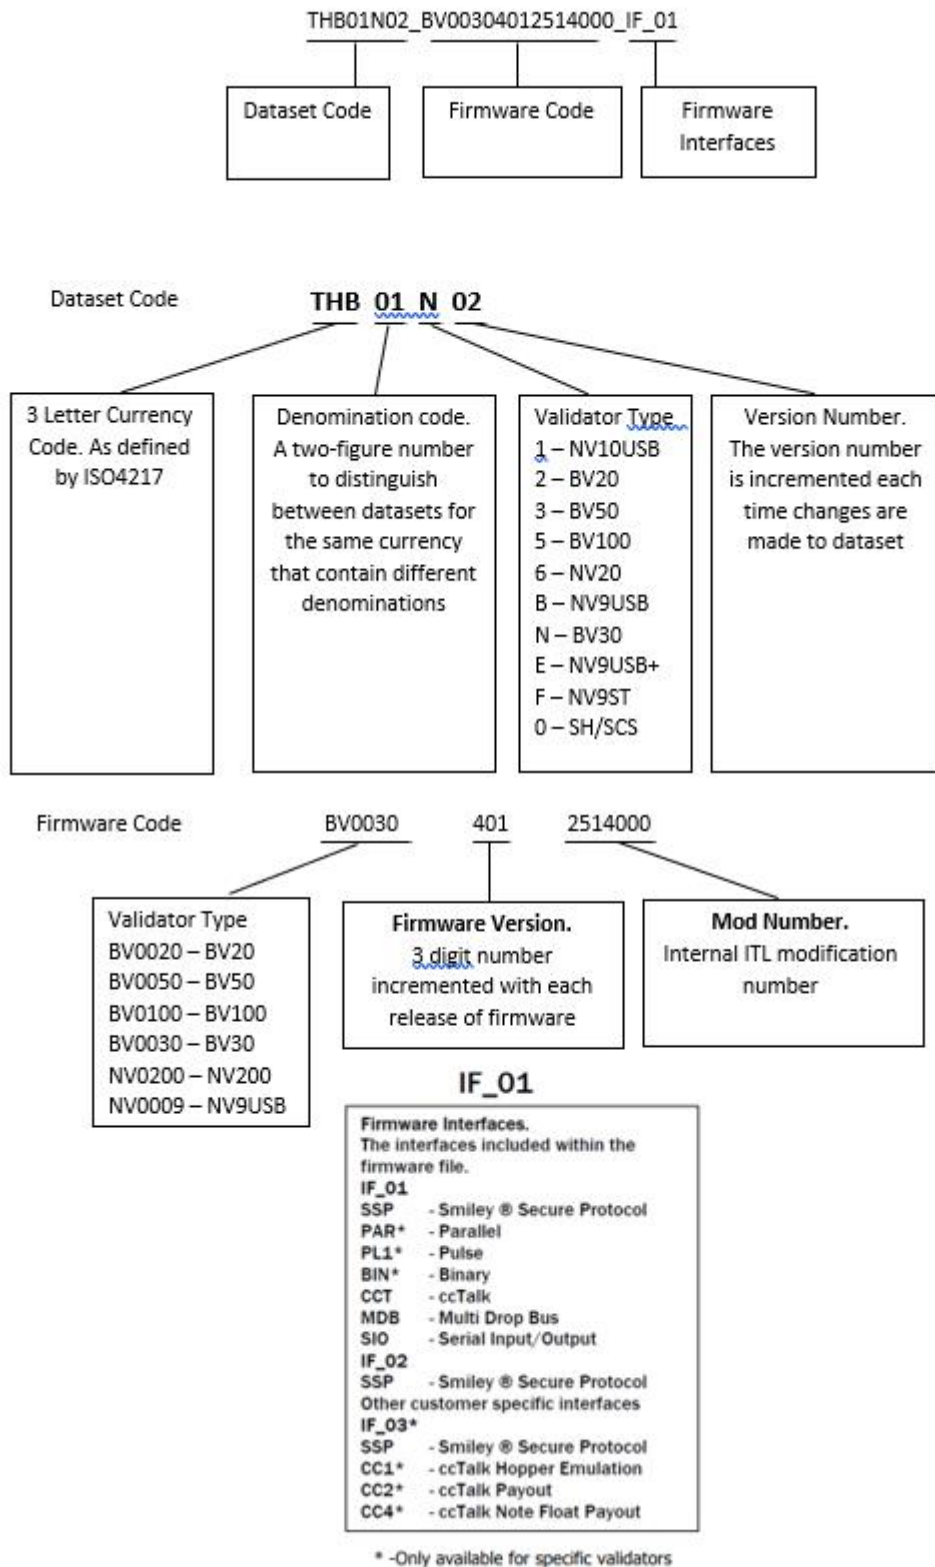 THB01N02_BV00304012514000_IF_01
Dataset Code
Firmware Code
Firmware
Interfaces
Dataset Code
THB 01 N 02
3 Letter Currency
Code. As defined
by ISO4217
Denomination code.
A two-figure number
to distinguish
between datasets for
the same currency
that contain different
denominations
Validator Type
1 – NV10USB
2 – BV20
3 – BV50
5 – BV100
6 – NV20
B – NV9USB
N – BV30
E – NV9USB+
F – NV9ST
0 – SH/SCS
Version Number.
The version number
is incremented each
time changes are
made to dataset
Firmware Code
BV0030 401 2514000
Validator Type
BV0020 – BV20
BV0050 – BV50
BV0100 – BV100
BV0030 – BV30
NV0200 – NV200
NV0009 – NV9USB
Firmware Version.
3 digit number
incremented with each
release of firmware
Mod Number.
Internal ITL modification
number
IF_01
Firmware Interfaces.
The interfaces included within the
firmware file.
IF_01
SSP - Smiley ® Secure Protocol
PAR* - Parallel
PL1* - Pulse
BIN* - Binary
CCT - ccTalk
MDB - Multi Drop Bus
SIO - Serial Input/Output
IF_02
SSP - Smiley ® Secure Protocol
Other customer specific interfaces
IF_03*
SSP - Smiley ® Secure Protocol
CC1* - ccTalk Hopper Emulation
CC2* - ccTalk Payout
CC4* - ccTalk Note Float Payout
* -Only available for specific validators